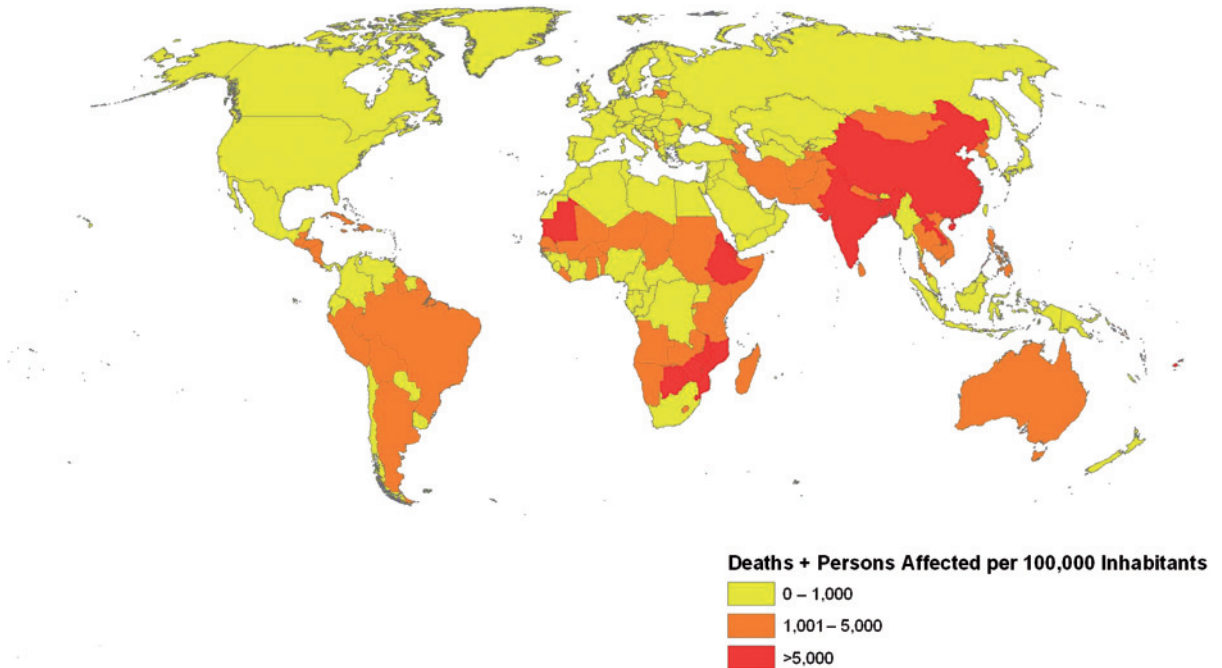 Deaths + Persons Affected per 100,000 Inhabitants
0 – 1,000
1,001 – 5,000
>5,000